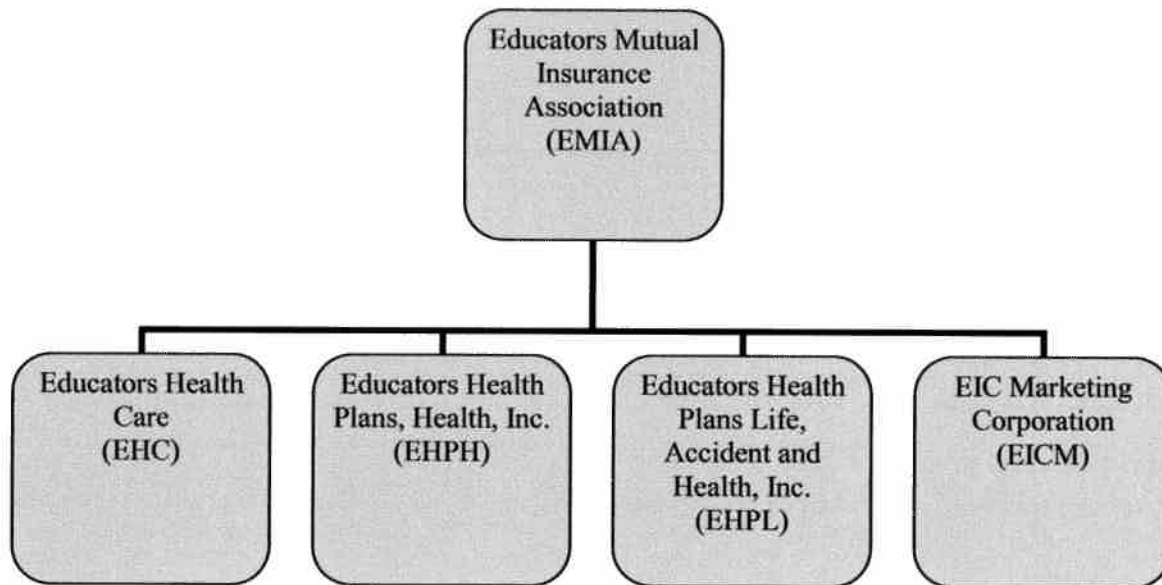 Educators Mutual
Insurance
Association
(EMIA)
Educators Health
Care
(EHC)
Educators Health
Plans, Health, Inc.
(EHPH)
Educators Health
Plans Life,
Accident and
Health, Inc.
(EHPL)
EIC Marketing
Corporation
(EICM)